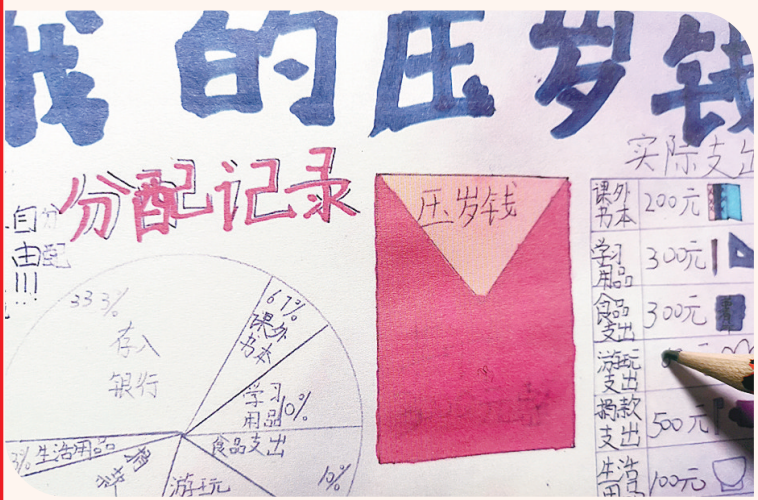 我的压岁钱
分配记录
自分
由配
!!!
33.3%
存入
银行
6.7%
课外
书本
学习
用品
10%
食品支出
10%
游玩
3%
生活用品
压岁钱
实际支出
课外
书本
200元
学习
用品
300元
食品
支出
300元
游玩
支出
捐款
支出
500元
生活
用
100元